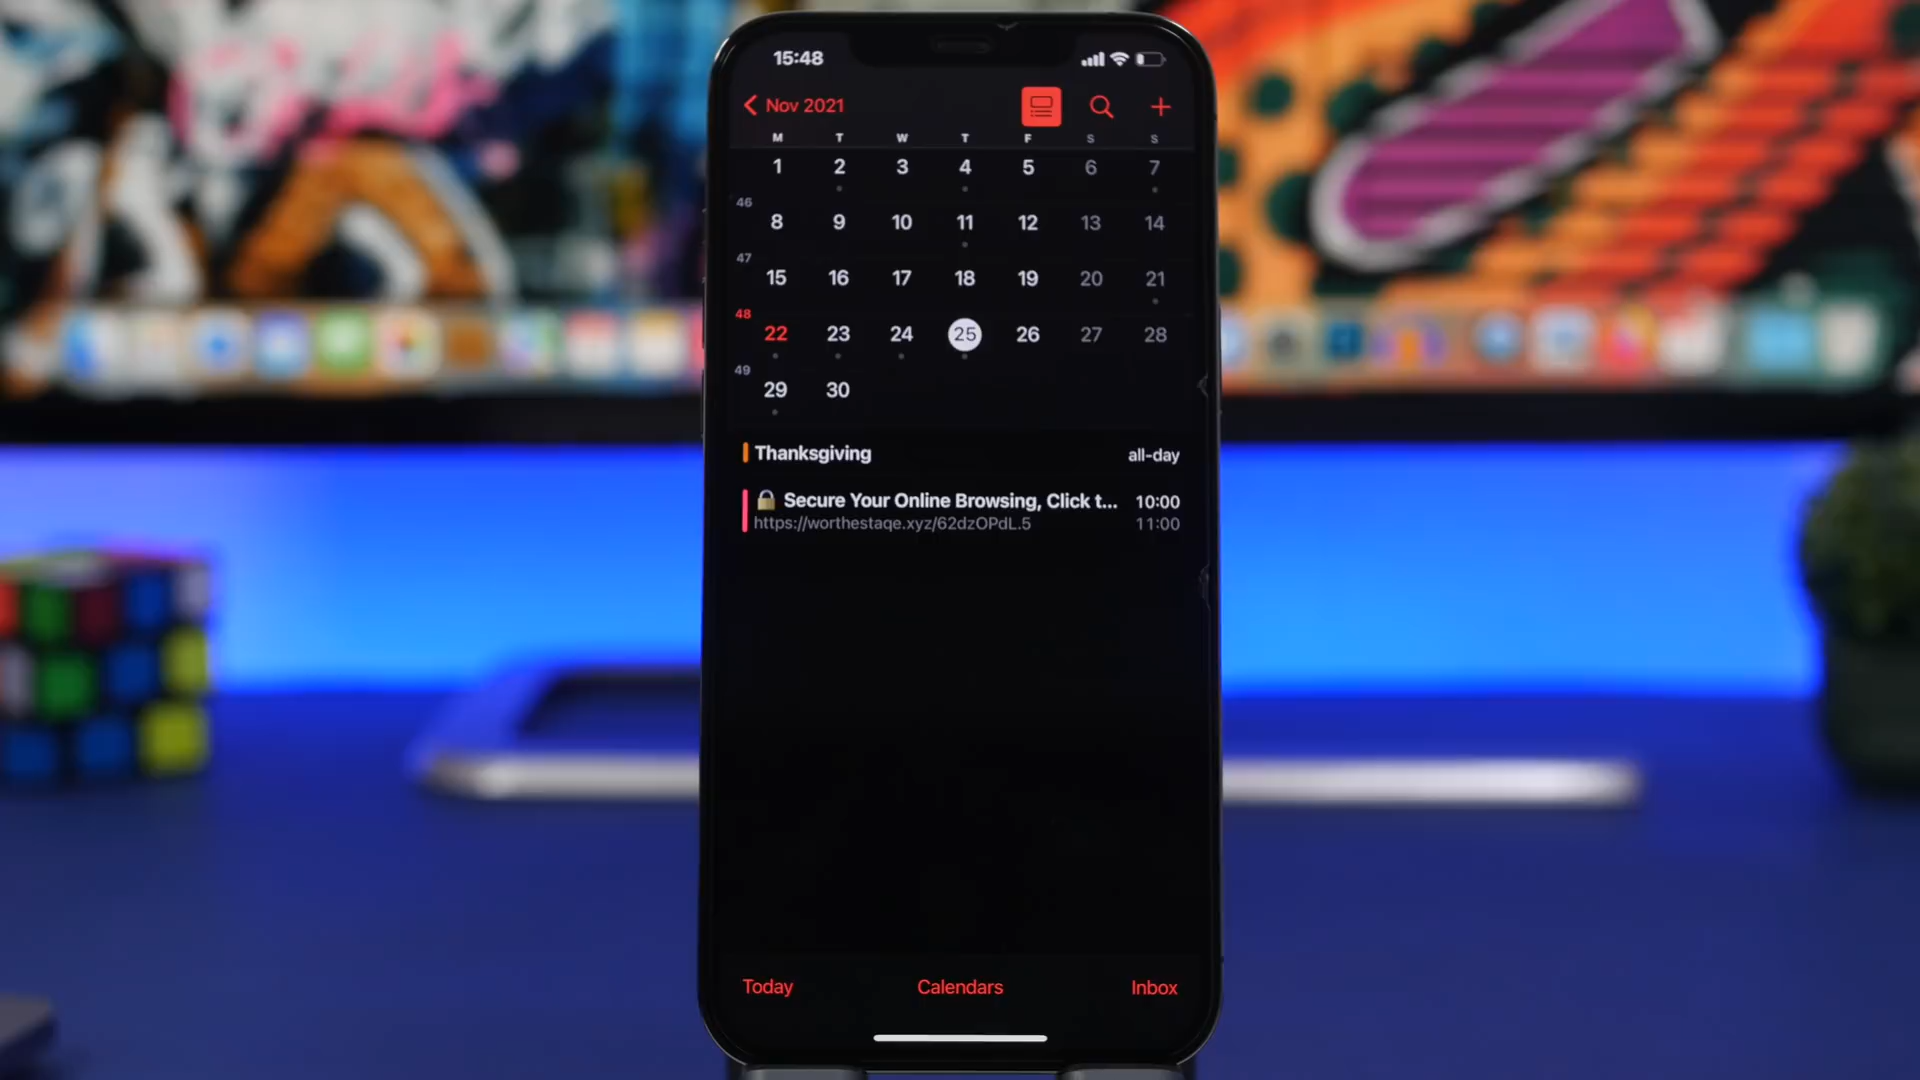 15:48
Nov 2021
M T W T F S S
1 2 3 4 5 6 7
46
8 9 10 11 12 13 14
47
15 16 17 18 19 20 21
48
22 23 24 25 26 27 28
49
29 30
Thanksgiving all-day
Secure Your Online Browsing, Click t... 10:00
https://worthestaqe.xyz/62dzOPdL.5 11:00
Today Calendars Inbox